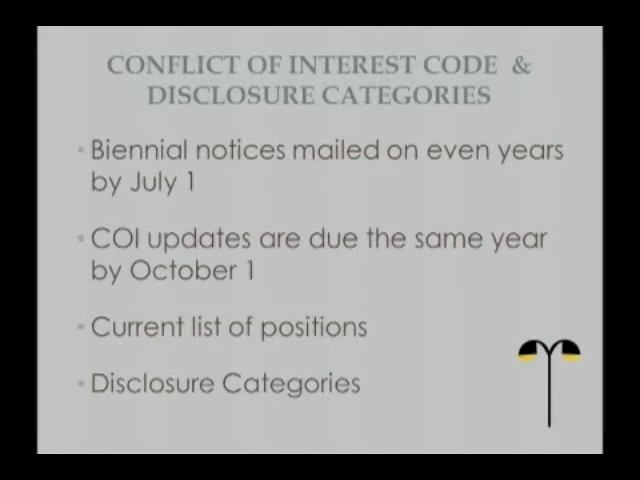 CONFLICT OF INTEREST CODE &
DISCLOSURE CATEGORIES
• Biennial notices mailed on even years
by July 1
• COI updates are due the same year
by October 1
• Current list of positions
• Disclosure Categories